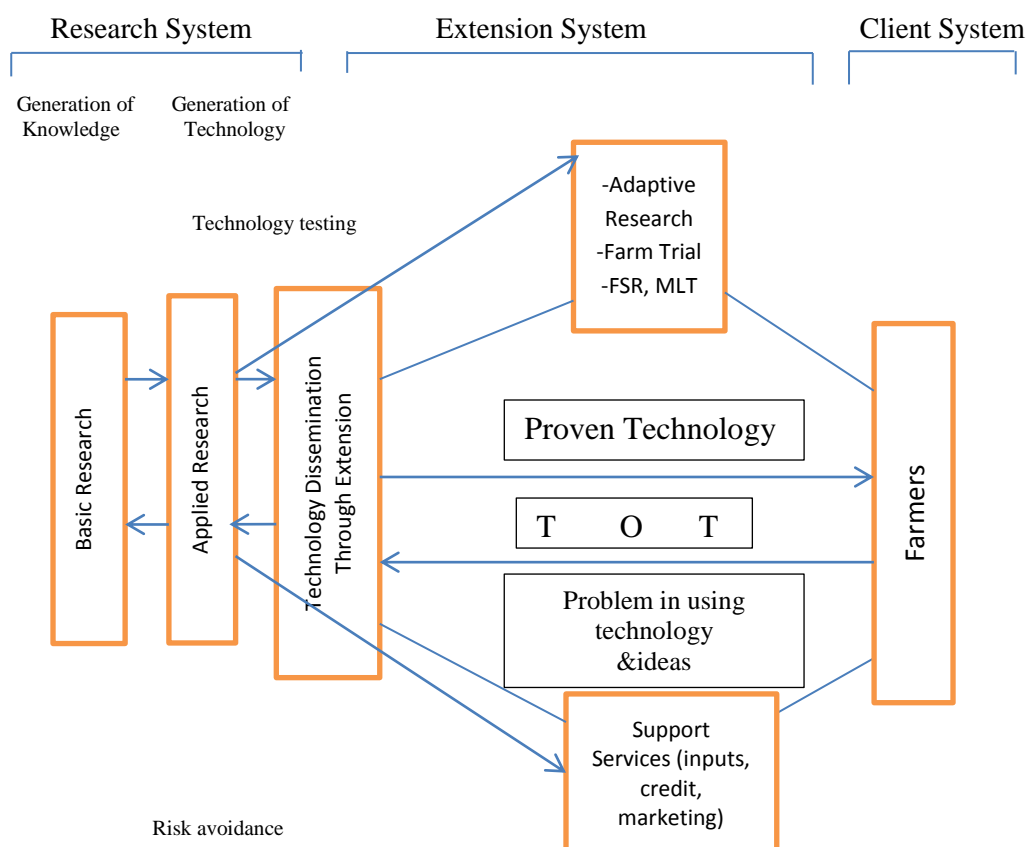 Research System
Extension System
Client System
Generation of
Knowledge
Generation of
Technology
Technology testing
-Adaptive
Research
-Farm Trial
-FSR, MLT
Basic Research
Applied Research
Technology Dissemination
Through Extension
Proven Technology
T O T
Problem in using
technology
&ideas
Farmers
Support
Services (inputs,
credit,
marketing)
Risk avoidance